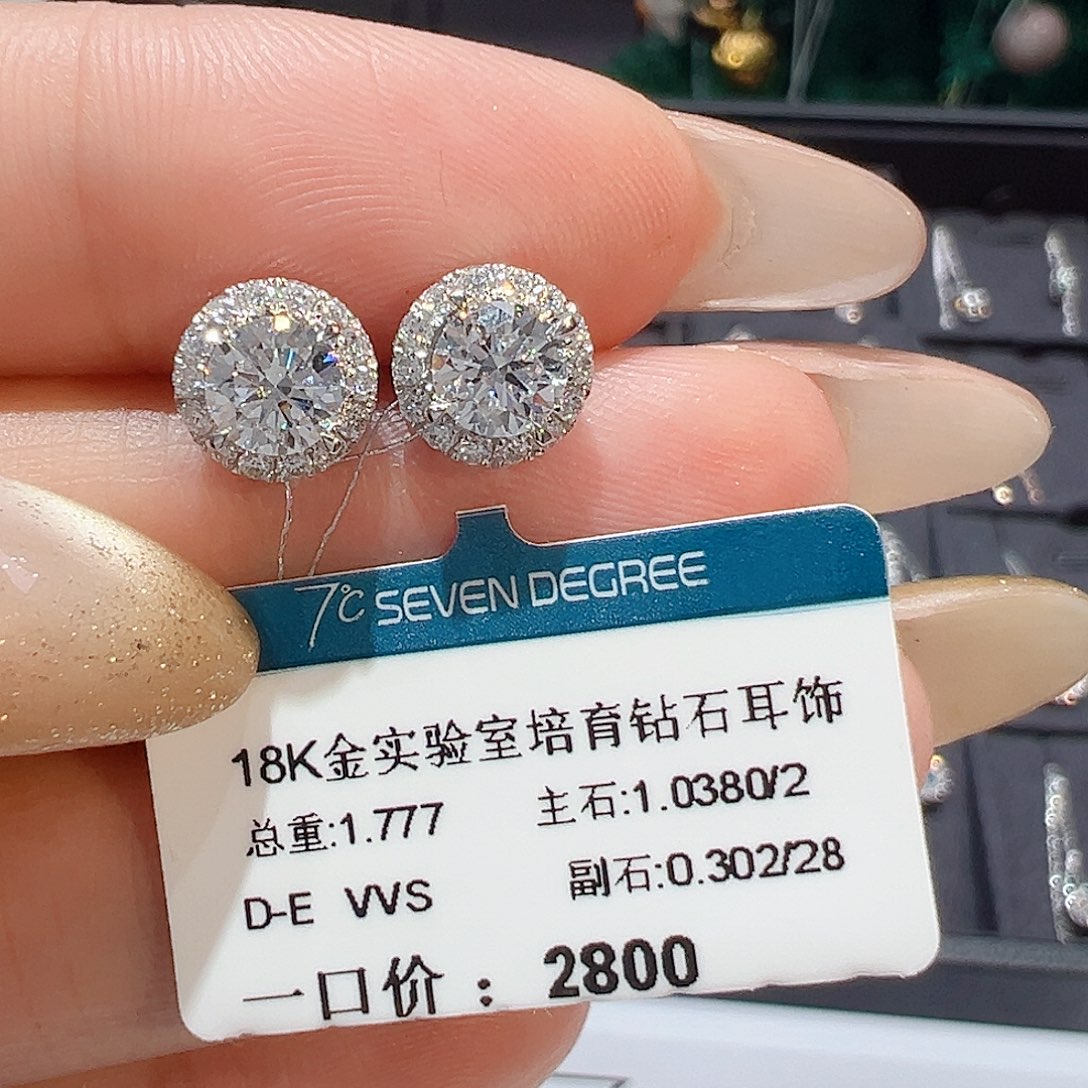 7℃ SEVEN DEGREE
18K金实验室培育钻石耳饰
总重:1.777 主石:1.0380/2
D-E VVS 副石:0.302/28
一口价：2800